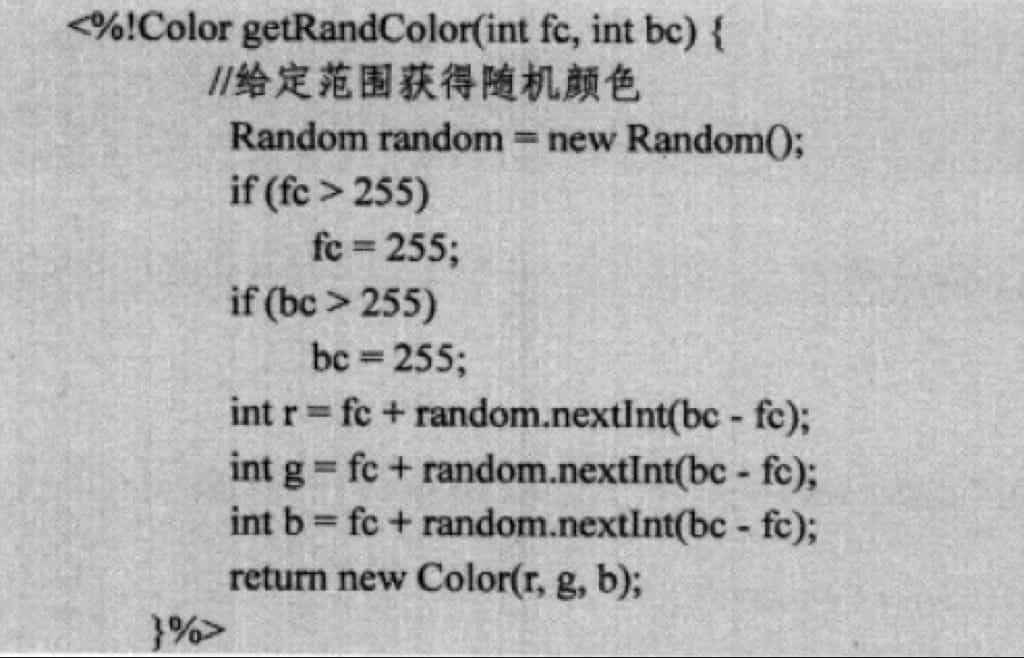 <%!Color getRandColor(int fc, int bc) {
//给定范围获得随机颜色
Random random = new Random();
if (fc > 255)
fc = 255;
if (bc > 255)
bc = 255;
int r = fc + random.nextInt(bc - fc);
int g = fc + random.nextInt(bc - fc);
int b = fc + random.nextInt(bc - fc);
return new Color(r, g, b);
}%>